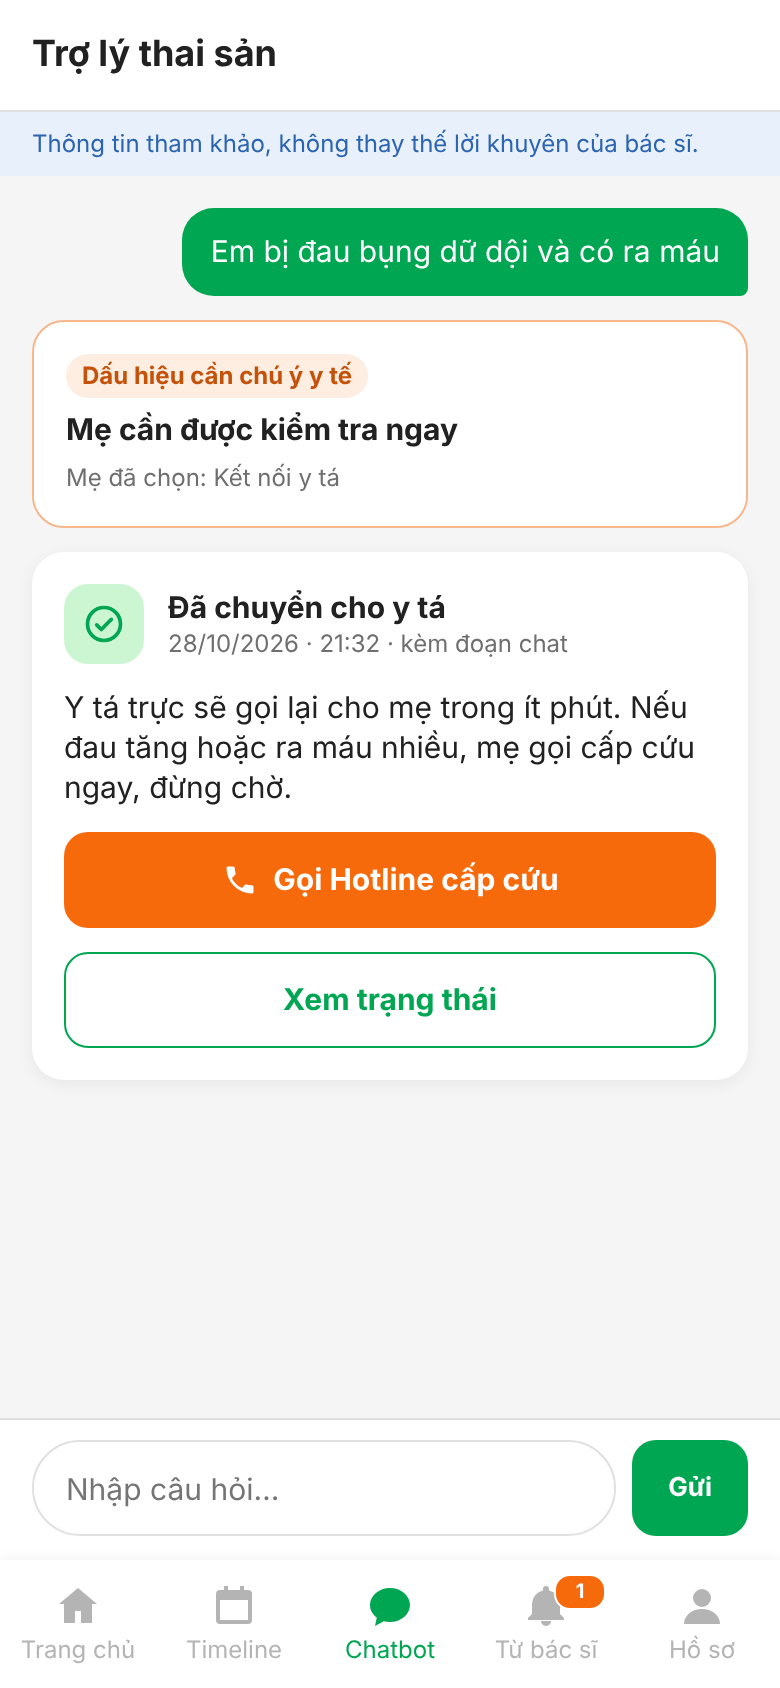 Trợ lý thai sản
Thông tin tham khảo, không thay thế lời khuyên của bác sĩ.
Em bị đau bụng dữ dội và có ra máu
Dấu hiệu cần chú ý y tế
Mẹ cần được kiểm tra ngay
Mẹ đã chọn: Kết nối y tá
Đã chuyển cho y tá
28/10/2026 · 21:32 · kèm đoạn chat
Y tá trực sẽ gọi lại cho mẹ trong ít phút. Nếu
đau tăng hoặc ra máu nhiều, mẹ gọi cấp cứu
ngay, đừng chờ.
Gọi Hotline cấp cứu
Xem trạng thái
Nhập câu hỏi...
Gửi
1
Trang chủ
Timeline
Chatbot
Từ bác sĩ
Hồ sơ